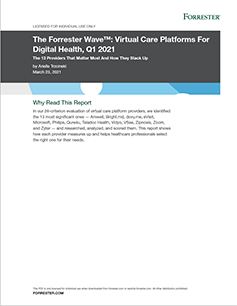 FORRESTER
LICENSED FOR INDIVIDUAL USE ONLY
The Forrester Wave™: Virtual Care Platforms For
Digital Health, Q1 2021
The 13 Providers That Matter Most And How They Stack Up
by Arielle Trzcinski
March 23, 2021
Why Read This Report
In our 26-criterion evaluation of virtual care platform providers, we identified
the 13 most significant ones — Amwell, Bright.md, doxy.me, eVisit,
Microsoft, Philips, Qureos, Teladoc Health, Vidyo, VSee, Zipnosis, Zoom,
and Zyter — and researched, analyzed, and scored them. This report shows
how each provider measures up and helps healthcare professionals select
the right one for their needs.
FORRESTER.COM